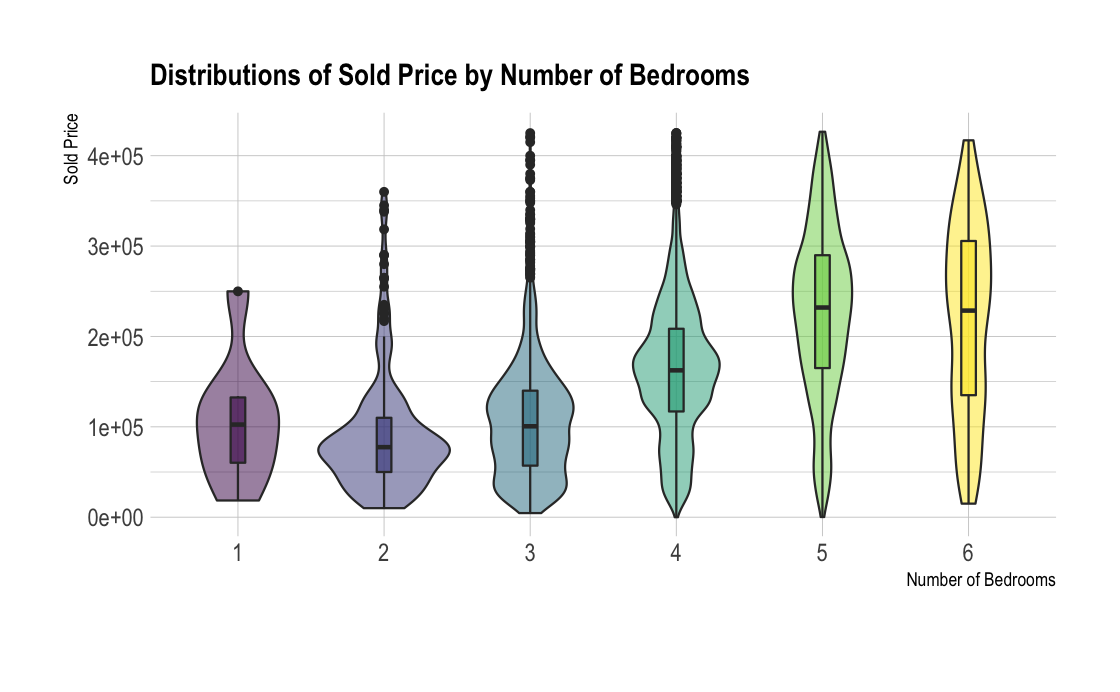 Distributions of Sold Price by Number of Bedrooms
Sold Price
4e+05
3e+05
2e+05
1e+05
0e+00
1 2 3 4 5 6
Number of Bedrooms